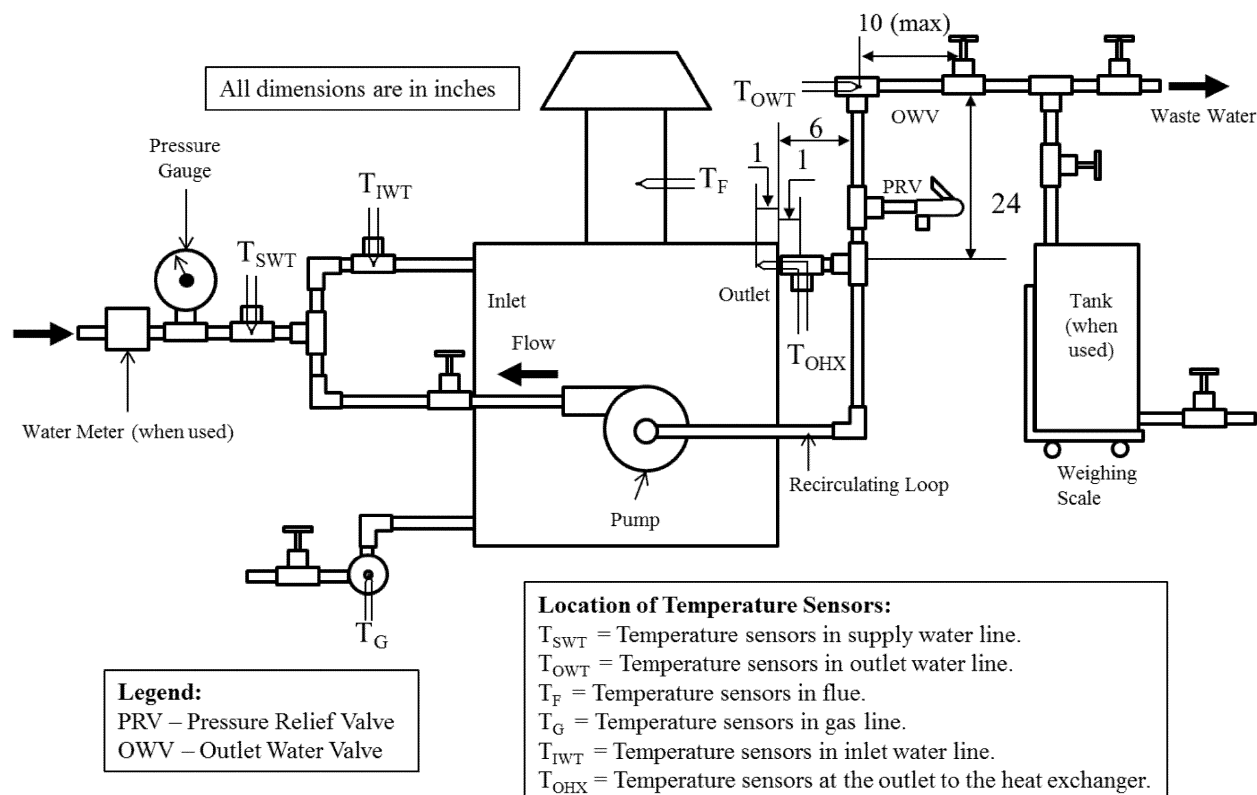 10 (max)
All dimensions are in inches
T_OWT
OWV
Waste Water
Pressure
Gauge
6
1
1
T_IWT
T_F
PRV
24
T_SWT
Inlet
Outlet
Tank
(when
used)
Flow
T_OHX
Water Meter (when used)
Recirculating Loop
Weighing
Scale
Pump
T_G
Location of Temperature Sensors:
T_SWT = Temperature sensors in supply water line.
T_OWT = Temperature sensors in outlet water line.
T_F = Temperature sensors in flue.
T_G = Temperature sensors in gas line.
T_IWT = Temperature sensors in inlet water line.
T_OHX = Temperature sensors at the outlet to the heat exchanger.
Legend:
PRV – Pressure Relief Valve
OWV – Outlet Water Valve